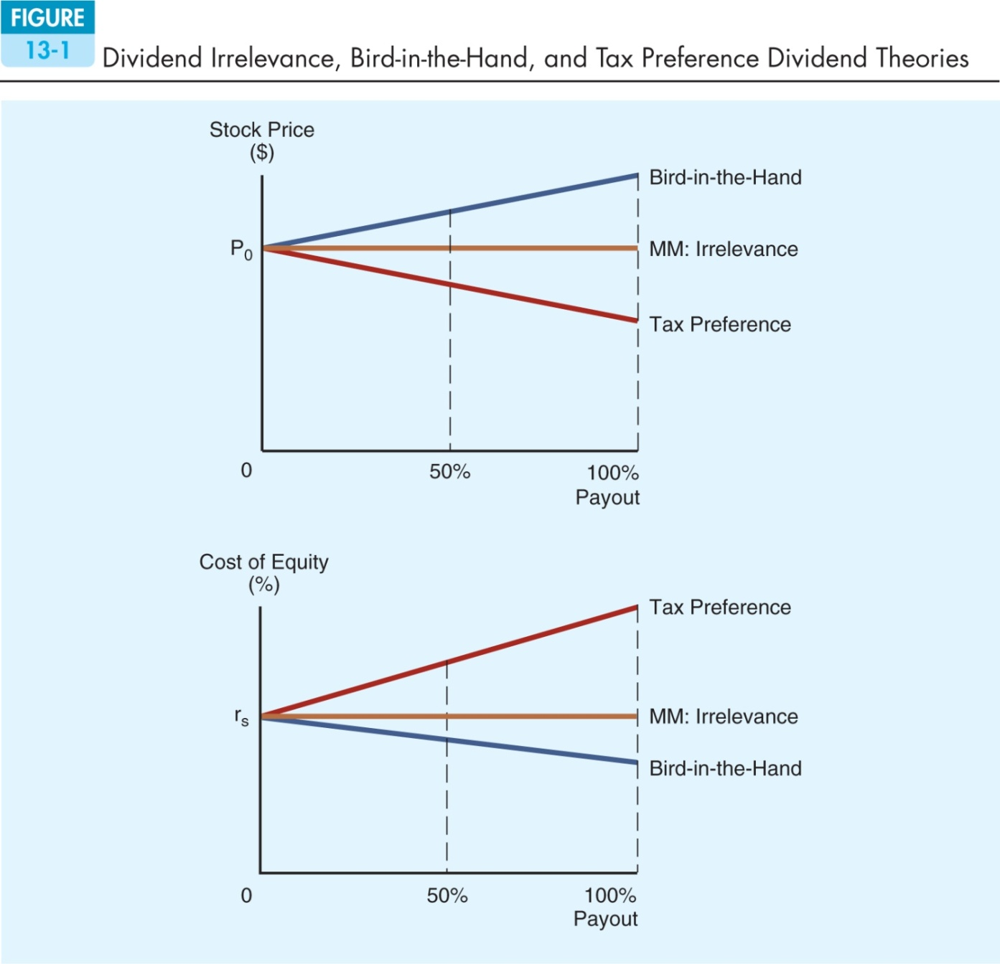 FIGURE
13-1
Dividend Irrelevance, Bird-in-the-Hand, and Tax Preference Dividend Theories
Stock Price
($)
Bird-in-the-Hand
P0
MM: Irrelevance
Tax Preference
0
50%
100%
Payout
Cost of Equity
(%)
Tax Preference
rs
MM: Irrelevance
Bird-in-the-Hand
0
50%
100%
Payout